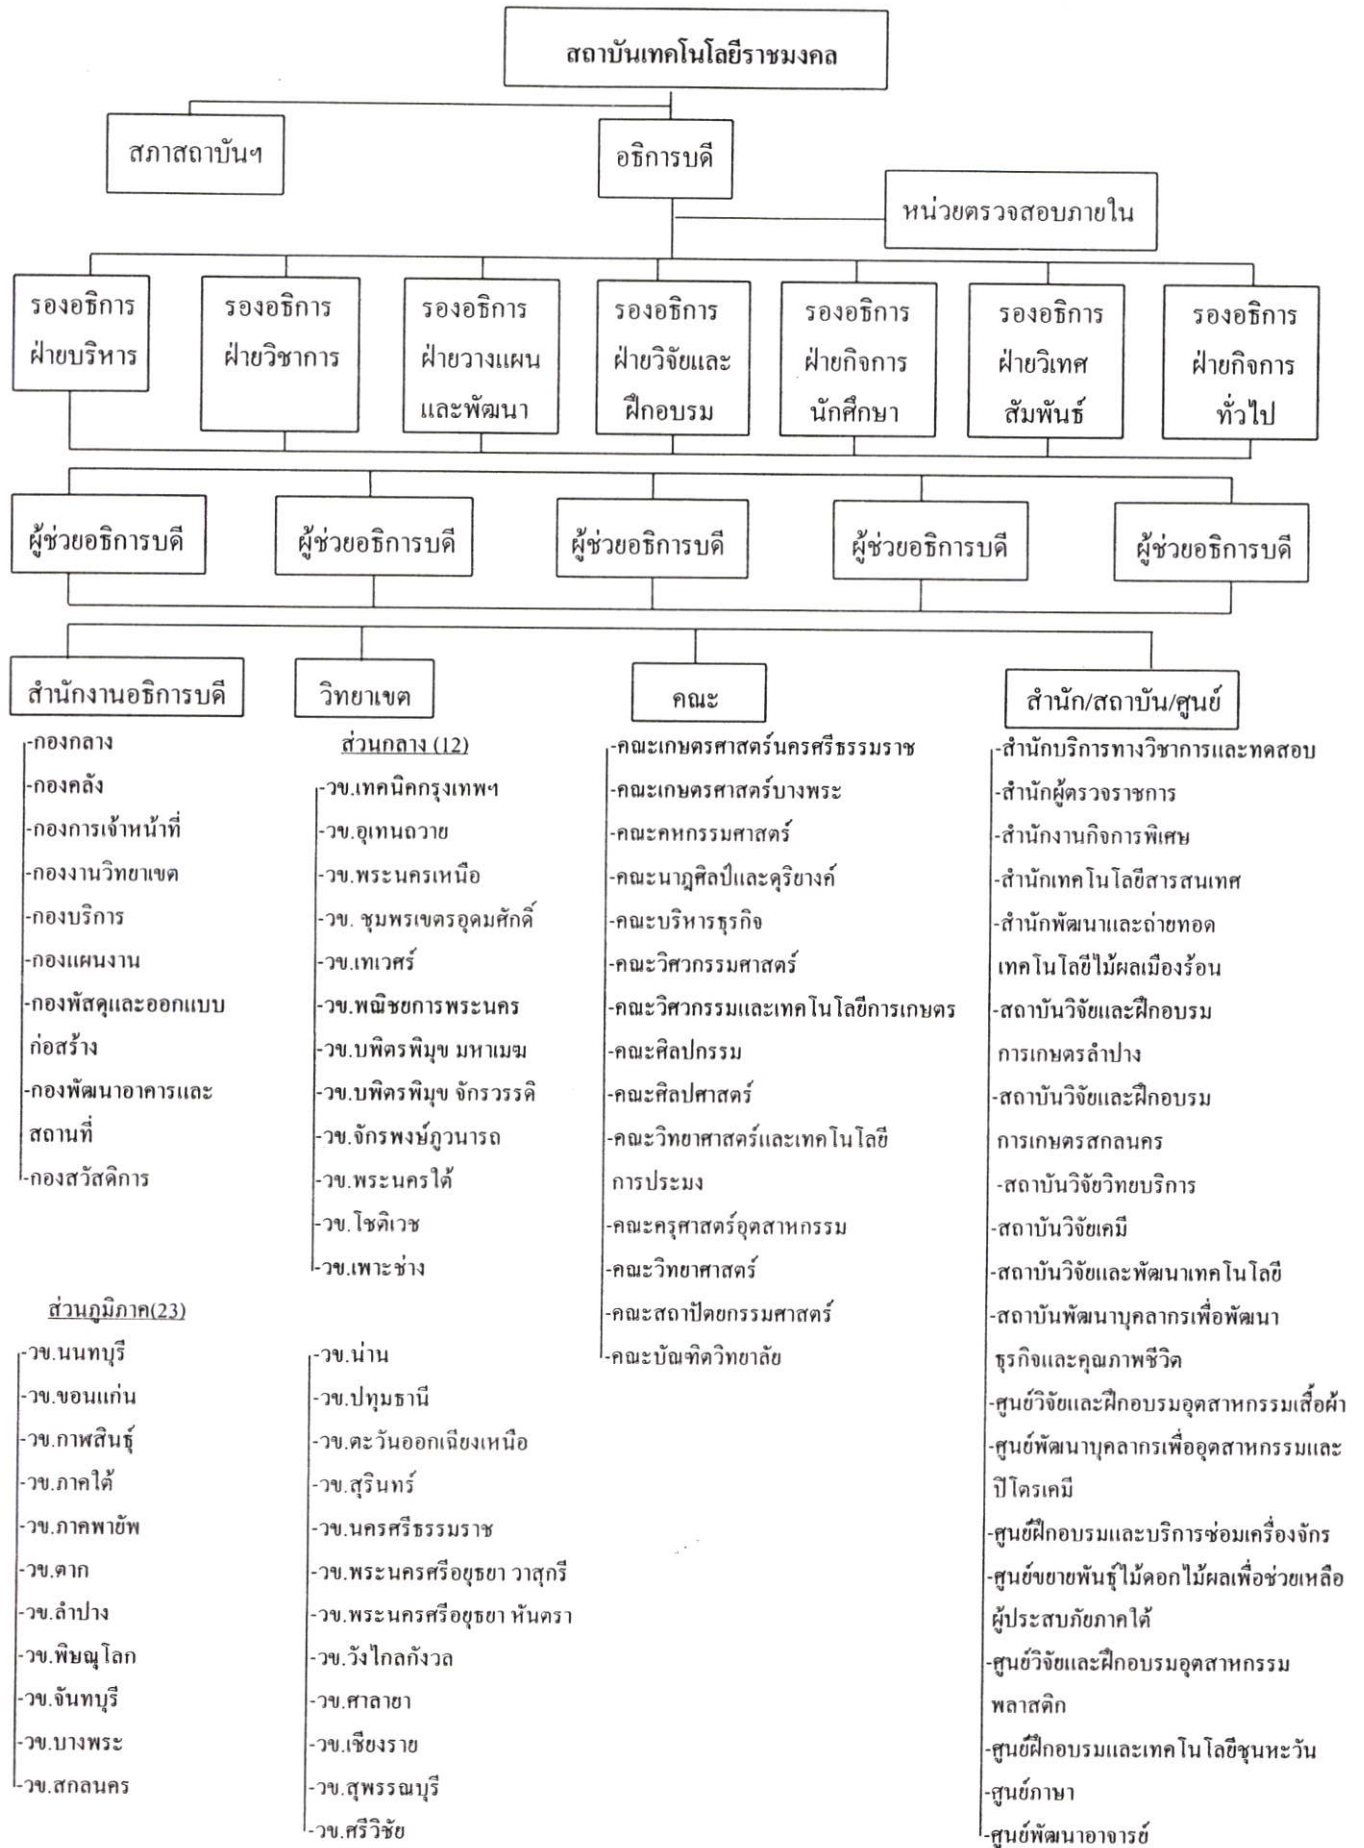 สถาบันเทคโนโลยีราชมงคล
สภาสถาบันฯ
อธิการบดี
หน่วยตรวจสอบภายใน
รองอธิการ
ฝ่ายบริหาร
รองอธิการ
ฝ่ายวิชาการ
รองอธิการ
ฝ่ายวางแผน
และพัฒนา
รองอธิการ
ฝ่ายวิจัยและ
ฝึกอบรม
รองอธิการ
ฝ่ายกิจการ
นักศึกษา
รองอธิการ
ฝ่ายวิเทศ
สัมพันธ์
รองอธิการ
ฝ่ายกิจการ
ทั่วไป
ผู้ช่วยอธิการบดี
ผู้ช่วยอธิการบดี
ผู้ช่วยอธิการบดี
ผู้ช่วยอธิการบดี
ผู้ช่วยอธิการบดี
สำนักงานอธิการบดี
-กองกลาง
-กองคลัง
-กองการเจ้าหน้าที่
-กองงานวิทยาเขต
-กองบริการ
-กองแผนงาน
-กองพัสดุและออกแบบ
ก่อสร้าง
-กองพัฒนาอาคารและ
สถานที่
-กองสวัสดิการ
วิทยาเขต
ส่วนกลาง (12)
-วข.เทคนิคกรุงเทพฯ
-วข.อุเทนถวาย
-วข.พระนครเหนือ
-วข. ชุมพรเขตรอุดมศักดิ์
-วข.เทเวศร์
-วข.พณิชยการพระนคร
-วข.บพิตรพิมุข มหาเมฆ
-วข.บพิตรพิมุข จักรวรรดิ
-วข.จักรพงษ์ภูวนารถ
-วข.พระนครใต้
-วข.โชติเวช
-วข.เพาะช่าง
ส่วนภูมิภาค(23)
-วข.นนทบุรี
-วข.ขอนแก่น
-วข.กาฬสินธุ์
-วข.ภาคใต้
-วข.ภาคพายัพ
-วข.ตาก
-วข.ลำปาง
-วข.พิษณุโลก
-วข.จันทบุรี
-วข.บางพระ
-วข.สกลนคร
-วข.น่าน
-วข.ปทุมธานี
-วข.ตะวันออกเฉียงเหนือ
-วข.สุรินทร์
-วข.นครศรีธรรมราช
-วข.พระนครศรีอยุธยา วาสุกรี
-วข.พระนครศรีอยุธยา หันตรา
-วข.วังไกลกังวล
-วข.ศาลายา
-วข.เชียงราย
-วข.สุพรรณบุรี
-วข.ศรีวิชัย
คณะ
-คณะเกษตรศาสตร์นครศรีธรรมราช
-คณะเกษตรศาสตร์บางพระ
-คณะคหกรรมศาสตร์
-คณะนาฏศิลป์และดุริยางค์
-คณะบริหารธุรกิจ
-คณะวิศวกรรมศาสตร์
-คณะวิศวกรรมและเทคโนโลยีการเกษตร
-คณะศิลปกรรม
-คณะศิลปศาสตร์
-คณะวิทยาศาสตร์และเทคโนโลยี
การประมง
-คณะครุศาสตร์อุตสาหกรรม
-คณะวิทยาศาสตร์
-คณะสถาปัตยกรรมศาสตร์
-คณะบัณฑิตวิทยาลัย
สำนัก/สถาบัน/ศูนย์
-สำนักบริการทางวิชาการและทดสอบ
-สำนักผู้ตรวจราชการ
-สำนักงานกิจการพิเศษ
-สำนักเทคโนโลยีสารสนเทศ
-สำนักพัฒนาและถ่ายทอด
เทคโนโลยีไม้ผลเมืองร้อน
-สถาบันวิจัยและฝึกอบรม
การเกษตรลำปาง
-สถาบันวิจัยและฝึกอบรม
การเกษตรสกลนคร
-สถาบันวิจัยวิทยบริการ
-สถาบันวิจัยเคมี
-สถาบันวิจัยและพัฒนาเทคโนโลยี
-สถาบันพัฒนาบุคลากรเพื่อพัฒนา
ธุรกิจและคุณภาพชีวิต
-ศูนย์วิจัยและฝึกอบรมอุตสาหกรรมเสื้อผ้า
-ศูนย์พัฒนาบุคลากรเพื่ออุตสาหกรรมและ
ปิโตรเคมี
-ศูนย์ฝึกอบรมและบริการซ่อมเครื่องจักร
-ศูนย์ขยายพันธุ์ไม้ดอกไม้ผลเพื่อช่วยเหลือ
ผู้ประสบภัยภาคใต้
-ศูนย์วิจัยและฝึกอบรมอุตสาหกรรม
พลาสติก
-ศูนย์ฝึกอบรมและเทคโนโลยีชุนหะวัน
-ศูนย์ภาษา
-ศูนย์พัฒนาอาจารย์